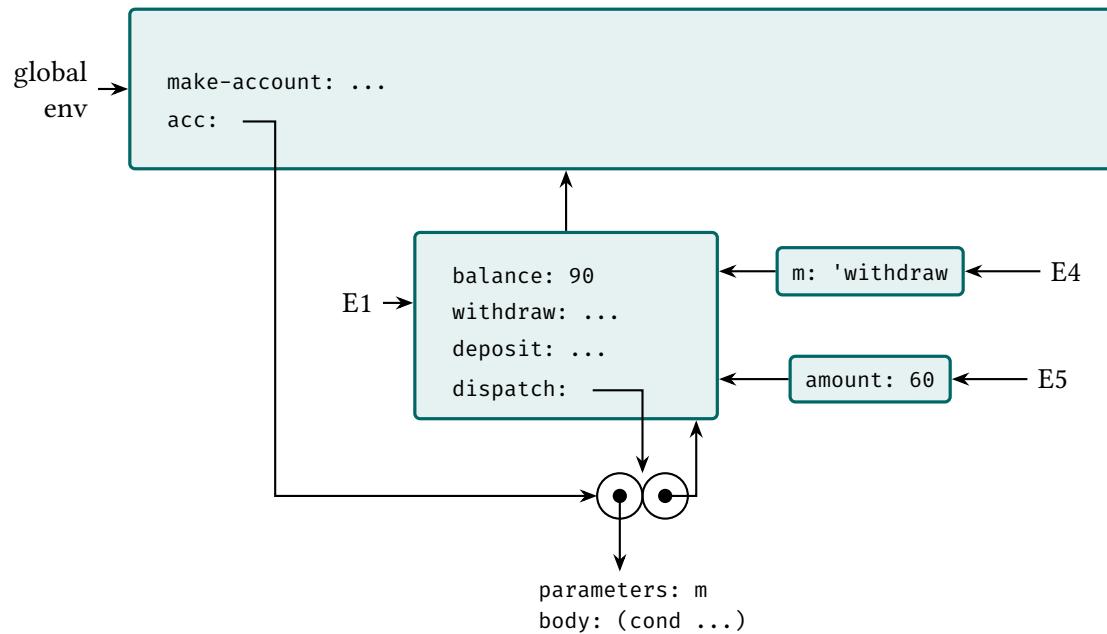 global
env
make-account: ...
acc:
E1
balance: 90
withdraw: ...
deposit: ...
dispatch:
m: 'withdraw
E4
amount: 60
E5
parameters: m
body: (cond ...)